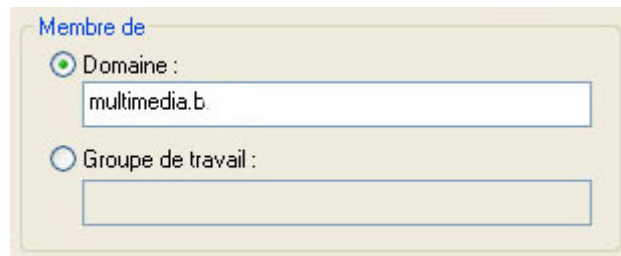 Membre de
Domaine :
multimedia.b
Groupe de travail :